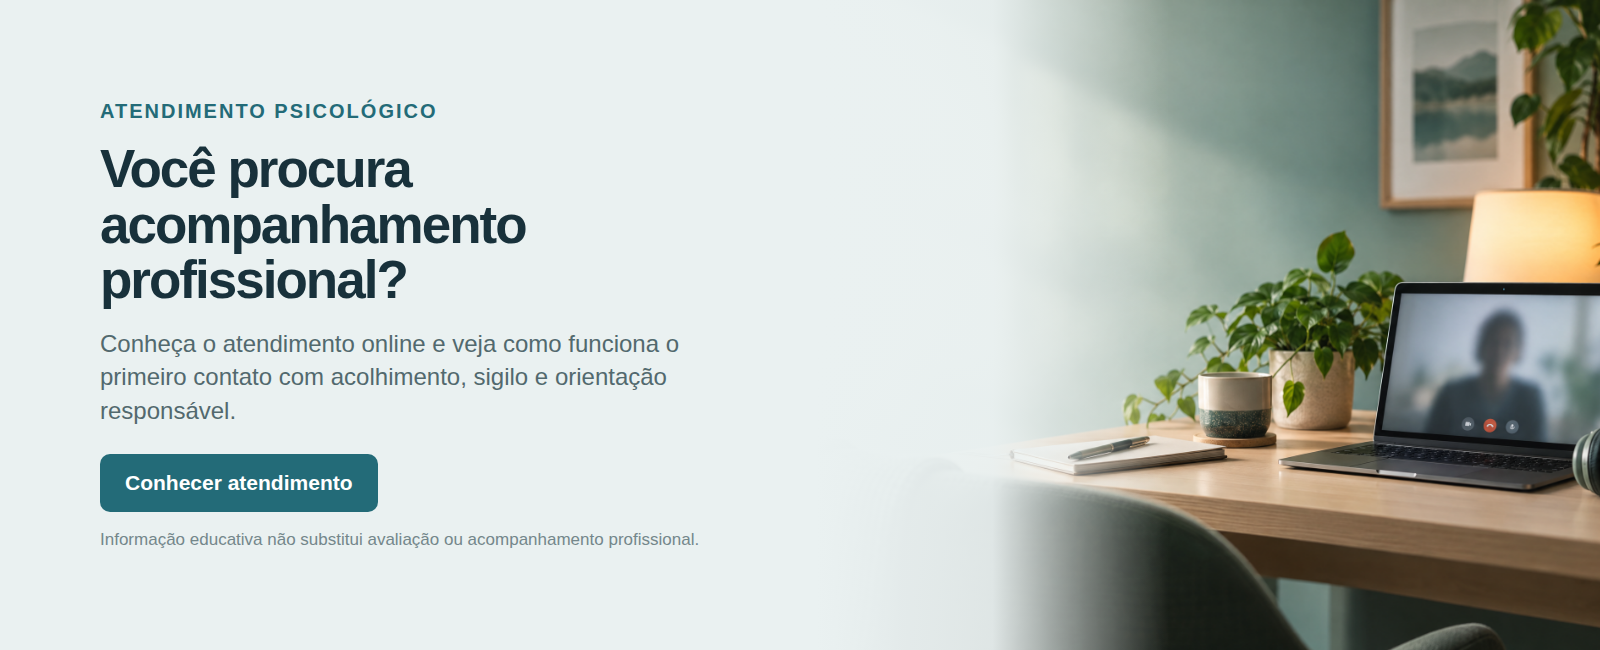 ATENDIMENTO PSICOLÓGICO
Você procura
acompanhamento
profissional?
Conheça o atendimento online e veja como funciona o
primeiro contato com acolhimento, sigilo e orientação
responsável.
Conhecer atendimento
Informação educativa não substitui avaliação ou acompanhamento profissional.